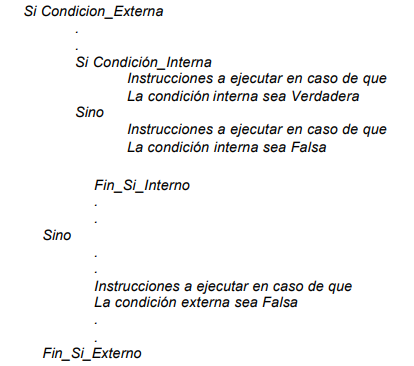 Si Condicion_Externa
.
.
Si Condición_Interna
Instrucciones a ejecutar en caso de que
La condición interna sea Verdadera
Sino
Instrucciones a ejecutar en caso de que
La condición interna sea Falsa
Fin_Si_Interno
.
.
Sino
.
.
Instrucciones a ejecutar en caso de que
La condición externa sea Falsa
.
.
Fin_Si_Externo